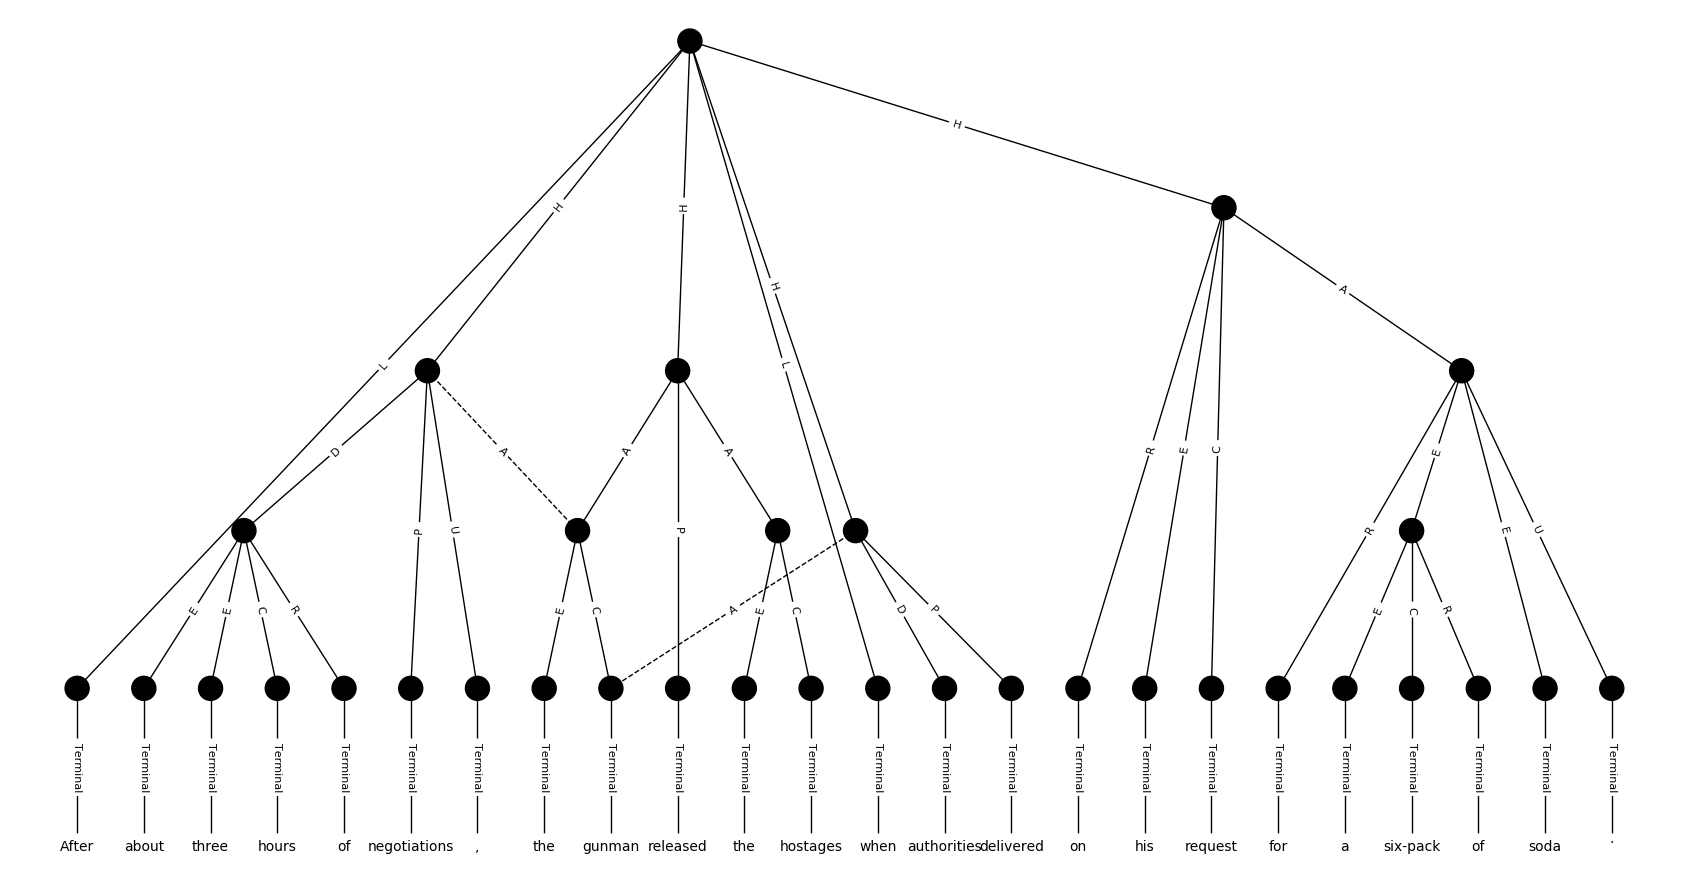 H
H
H
H
A
L
L
D
A
A
A
R
E
C
E
P
U
P
R
E
U
E
E
C
R
E
C
A
E
C
D
P
E
C
R
Terminal Terminal Terminal Terminal Terminal Terminal Terminal Terminal Terminal Terminal Terminal Terminal Terminal Terminal Terminal Terminal Terminal Terminal Terminal Terminal Terminal Terminal Terminal Terminal
After about three hours of negotiations , the gunman released the hostages when authorities delivered on his request for a six-pack of soda .